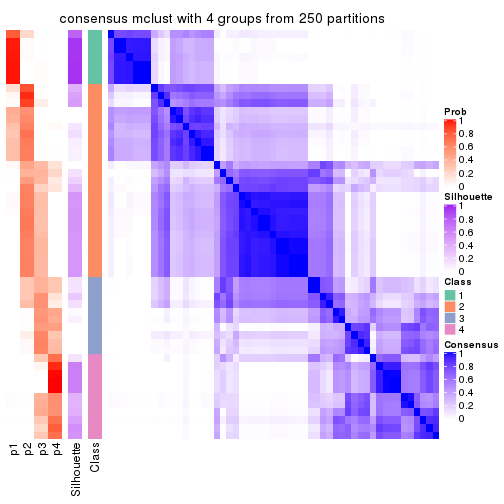 consensus mclust with 4 groups from 250 partitions
Prob
1
0.8
0.6
0.4
0.2
0
Silhouette
1
0.8
0.6
0.4
0.2
0
Class
1
2
3
4
Consensus
1
0.8
0.6
0.4
0.2
0
p1
p2
p3
p4
Silhouette
Class